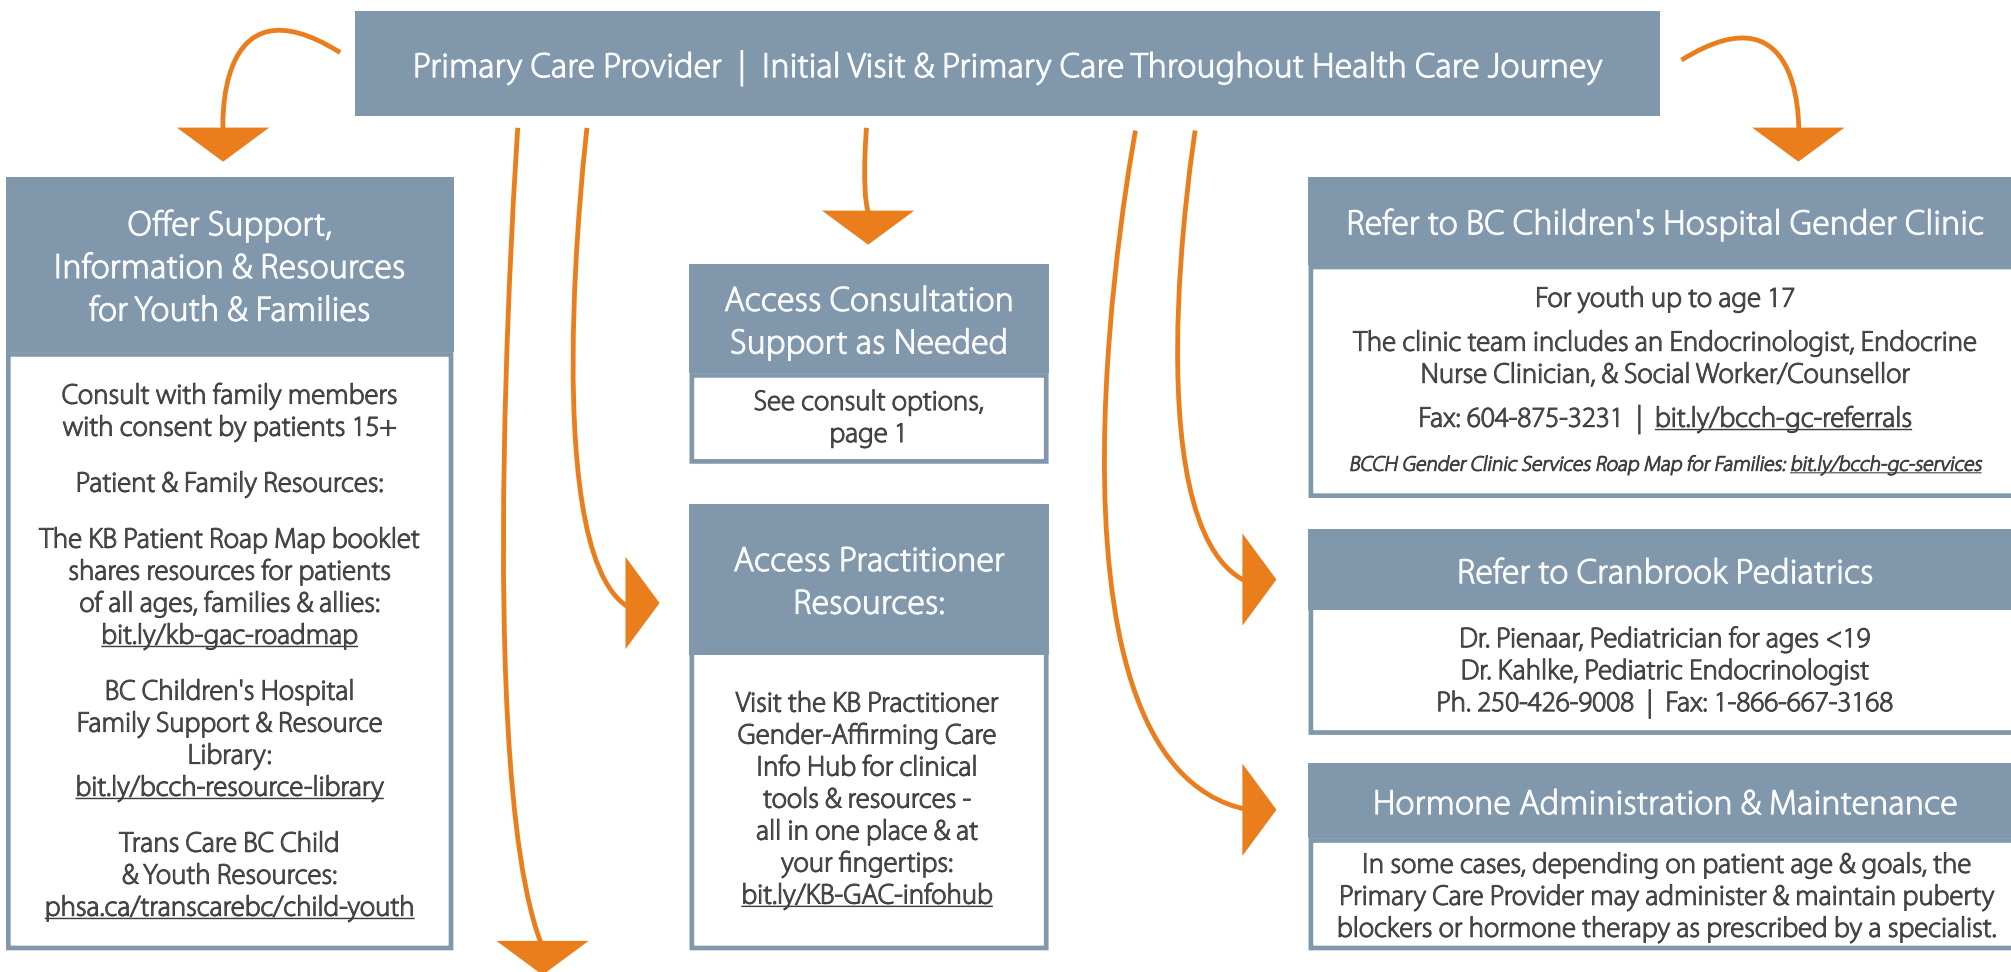 Primary Care Provider | Initial Visit & Primary Care Throughout Health Care Journey
Offer Support,
Information & Resources
for Youth & Families
Consult with family members
with consent by patients 15+
Patient & Family Resources:
The KB Patient Roap Map booklet
shares resources for patients
of all ages, families & allies:
bit.ly/kb-gac-roadmap
BC Children's Hospital
Family Support & Resource
Library:
bit.ly/bcch-resource-library
Trans Care BC Child
& Youth Resources:
phsa.ca/transcarebc/child-youth
Access Consultation
Support as Needed
See consult options,
page 1
Access Practitioner
Resources:
Visit the KB Practitioner
Gender-Affirming Care
Info Hub for clinical
tools & resources -
all in one place & at
your fingertips:
bit.ly/KB-GAC-infohub
Refer to BC Children's Hospital Gender Clinic
For youth up to age 17
The clinic team includes an Endocrinologist, Endocrine
Nurse Clinician, & Social Worker/Counsellor
Fax: 604-875-3231 | bit.ly/bcch-gc-referrals
BCCH Gender Clinic Services Roap Map for Families: bit.ly/bcch-gc-services
Refer to Cranbrook Pediatrics
Dr. Pienaar, Pediatrician for ages <19
Dr. Kahlke, Pediatric Endocrinologist
Ph. 250-426-9008 | Fax: 1-866-667-3168
Hormone Administration & Maintenance
In some cases, depending on patient age & goals, the
Primary Care Provider may administer & maintain puberty
blockers or hormone therapy as prescribed by a specialist.